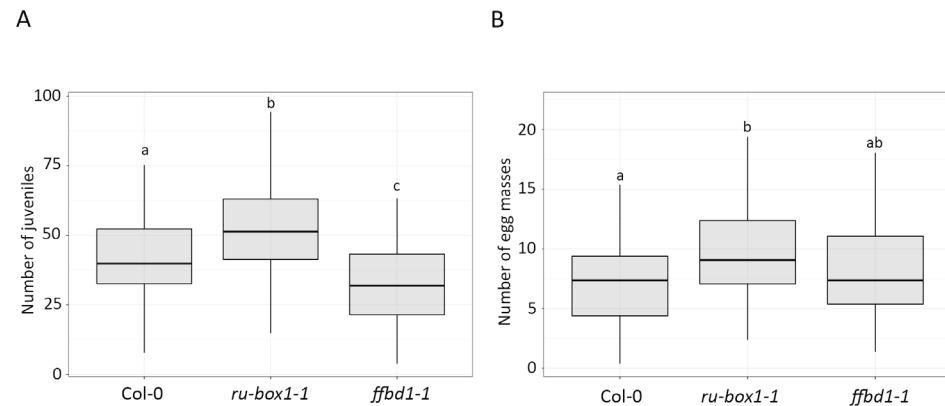 A
Number of juveniles
100
75
50
25
0
a
b
c
Col-0
ru-box1-1
ffbd1-1
B
Number of egg masses
20
15
10
5
0
a
b
ab
Col-0
ru-box1-1
ffbd1-1